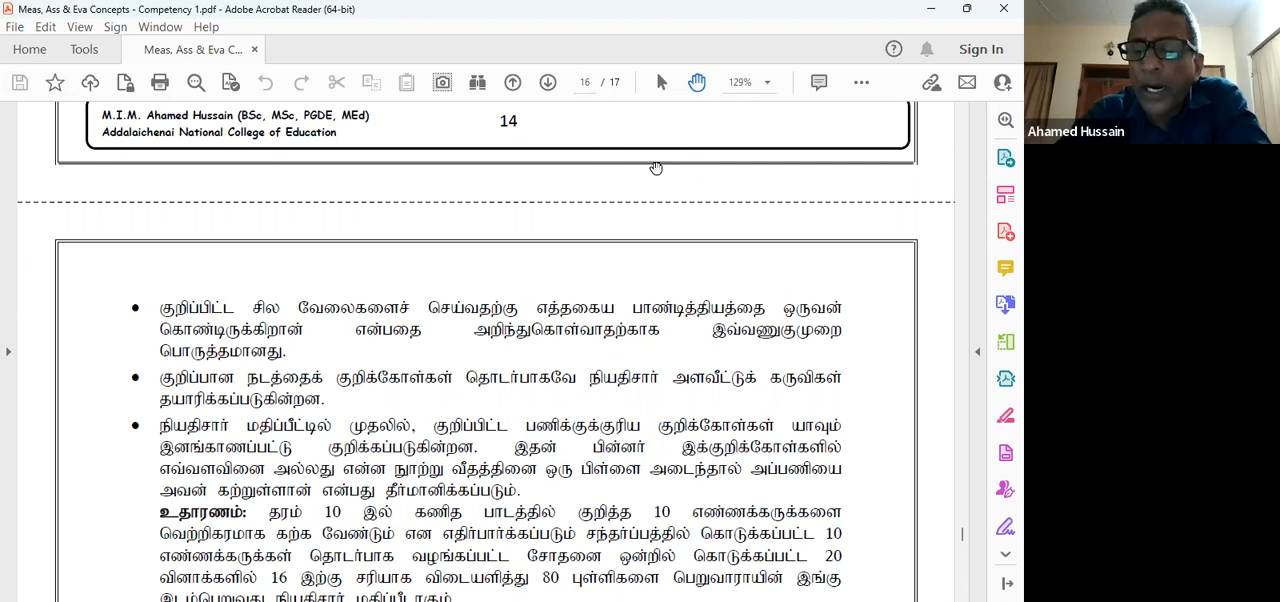 Meas, Ass & Eva Concepts - Competency 1.pdf - Adobe Acrobat Reader (64-bit)
File Edit View Sign Window Help
Home Tools Meas, Ass & Eva C... × Sign In
16 / 17 129%
M.I.M. Ahamed Hussain (BSc, MSc, PGDE, MEd)
Addalaichenai National College of Education
14
Ahamed Hussain
• குறிப்பிட்ட சில வேலைகளைச் செய்வதற்கு எத்தகைய பாண்டித்தியத்தை ஒருவன்
கொண்டிருக்கிறான் என்பதை அறிந்துகொள்வாதற்காக இவ்வணுகுமுறை
பொருத்தமானது.
• குறிப்பான நடத்தைக் குறிக்கோள்கள் தொடர்பாகவே நியதிசார் அளவீட்டுக் கருவிகள்
தயாரிக்கப்படுகின்றன.
• நியதிசார் மதிப்பீட்டில் முதலில், குறிப்பிட்ட பணிக்குக்குரிய குறிக்கோள்கள் யாவும்
இனங்காணப்பட்டு குறிக்கப்படுகின்றன. இதன் பின்னர் இக்குறிக்கோள்களில்
எவ்வளவினை அல்லது என்ன நூற்று வீதத்தினை ஒரு பிள்ளை அடைந்தால் அப்பணியை
அவன் கற்றுள்ளான் என்பது தீர்மானிக்கப்படும்.
உதாரணம்: தரம் 10 இல் கணித பாடத்தில் குறித்த 10 எண்ணக்கருக்களை
வெற்றிகரமாக கற்க வேண்டும் என எதிர்பார்க்கப்படும் சந்தர்ப்பத்தில் கொடுக்கப்பட்ட 10
எண்ணக்கருக்கள் தொடர்பாக வழங்கப்பட்ட சோதனை ஒன்றில் கொடுக்கப்பட்ட 20
வினாக்களில் 16 இற்கு சரியாக விடையளித்து 80 புள்ளிகளை பெறுவாராயின் இங்கு
இடம்பெறுவது நியதிசார் மதிப்பீடாகும்.